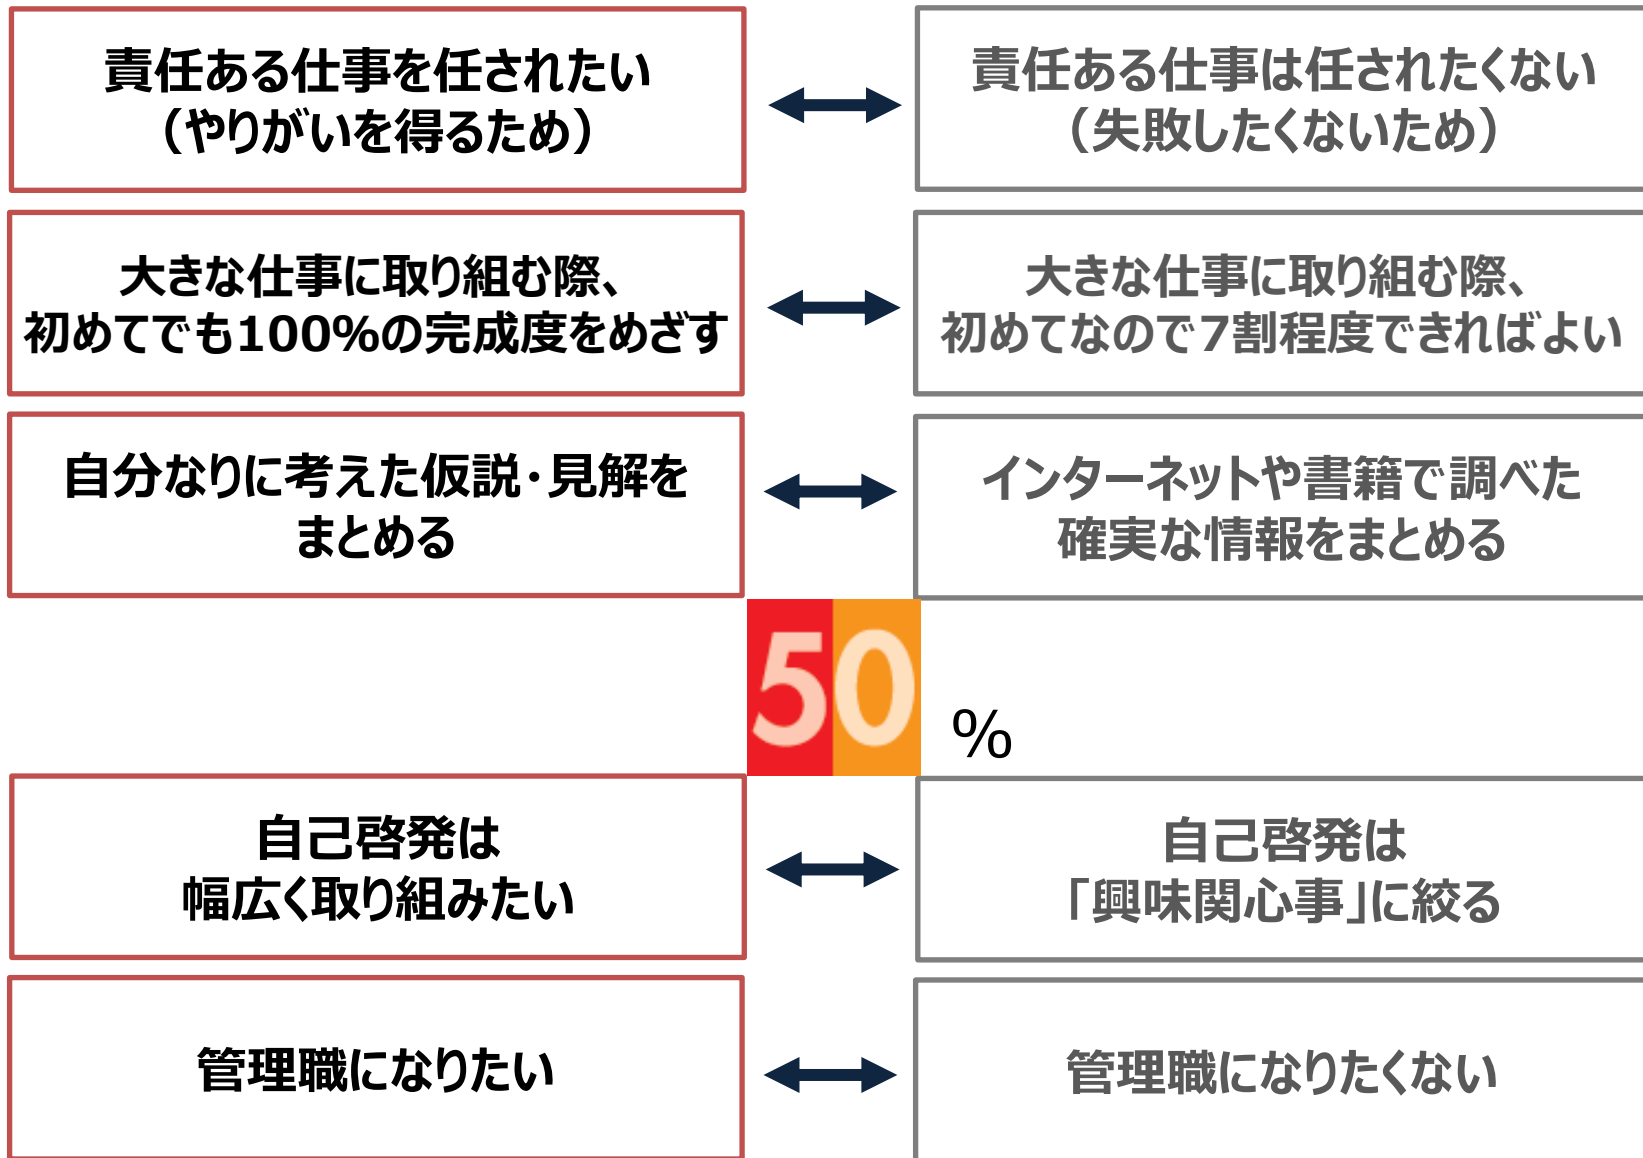 責任ある仕事を任されたい
（やりがいを得るため）
責任ある仕事は任されたくない
（失敗したくないため）
大きな仕事に取り組む際、
初めてでも100%の完成度をめざす
大きな仕事に取り組む際、
初めてなので7割程度できればよい
自分なりに考えた仮説・見解を
まとめる
インターネットや書籍で調べた
確実な情報をまとめる
50 %
自己啓発は
幅広く取り組みたい
自己啓発は
「興味関心事」に絞る
管理職になりたい
管理職になりたくない